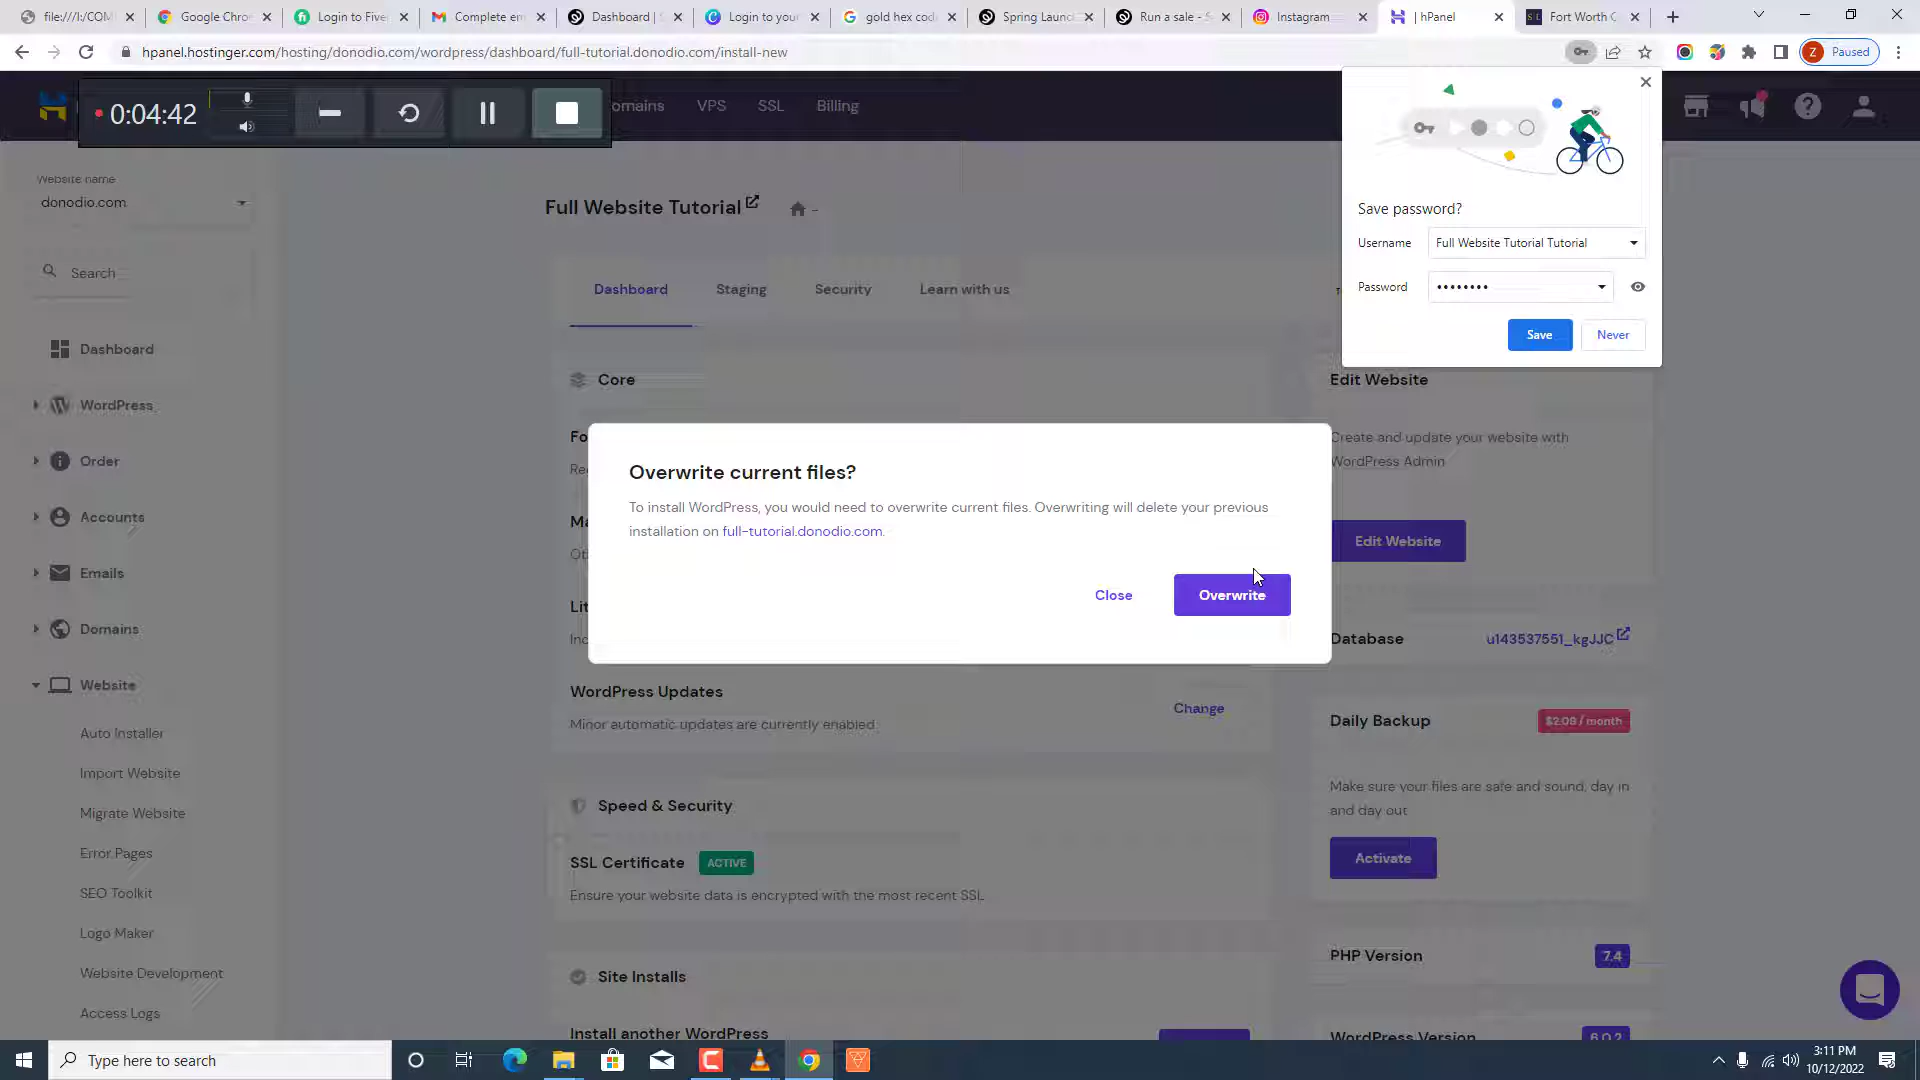 file:///I:/COM
Google Chro
Login to Five
Complete em
Dashboard |
Login to your
gold hex cod
Spring Laun
Run a sale - S
Instagram
| hPanel
Fort Worth C
hpanel.hostinger.com/hosting/donodio.com/wordpress/dashboard/full-tutorial.donodio.com/install-new
Z Paused
0:04:42
omains VPS SSL Billing
Website name
donodio.com
Search
Dashboard
WordPress
Order
Accounts
Emails
Domains
Website
Auto Installer
Import Website
Migrate Website
Error Pages
SEO Toolkit
Logo Maker
Website Development
Access Logs
Full Website Tutorial
-
Dashboard Staging Security Learn with us
Core
Fo
Re
Ma
Ot
Lit
Inc
Overwrite current files?
To install WordPress, you would need to overwrite current files. Overwriting will delete your previous
installation on full-tutorial.donodio.com.
Close Overwrite
WordPress Updates
Minor automatic updates are currently enabled.
Change
Speed & Security
SSL Certificate ACTIVE
Ensure your website data is encrypted with the most recent SSL
Site Installs
Install another WordPress
Save password?
Username Full Website Tutorial Tutorial
Password ••••••••
Save Never
Edit Website
Create and update your website with
WordPress Admin
Edit Website
Database u143537551_kgJJC
Daily Backup $2.09 / month
Make sure your files are safe and sound, day in
and day out
Activate
PHP Version 7.4
WordPress Version 6.0.2
Type here to search
3:11 PM
10/12/2022